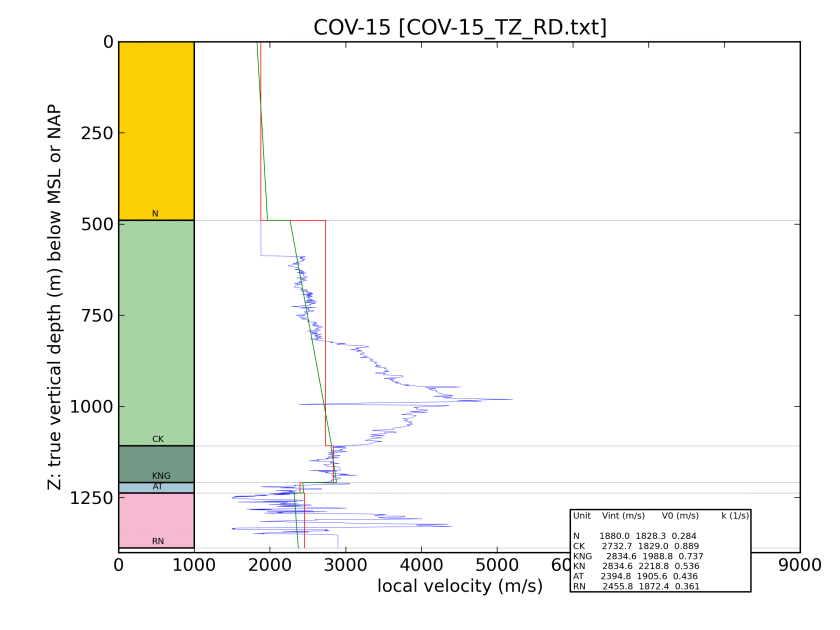 COV-15 [COV-15_TZ_RD.txt]
Z: true vertical depth (m) below MSL or NAP
0
250
500
750
1000
1250
N
CK
KNG
AT
RN
Unit Vint (m/s) V0 (m/s) k (1/s)
N 1880.0 1828.3 0.284
CK 2732.7 1829.0 0.889
KNG 2834.6 1988.8 0.737
KN 2834.6 2218.8 0.536
AT 2394.8 1905.6 0.436
RN 2455.8 1872.4 0.361
0 1000 2000 3000 4000 5000 60 9000
local velocity (m/s)